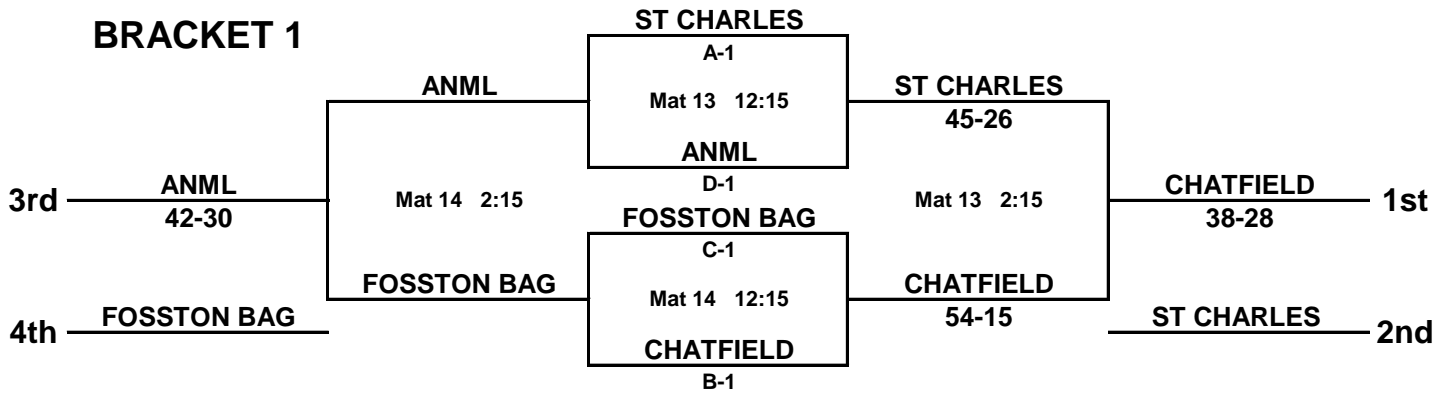 ST CHARLES
BRACKET 1
A-1
ANML
Mat 13 12:15
ST CHARLES
45-26
ANML
D-1
3rd
ANML
42-30
Mat 14 2:15
Mat 13 2:15
CHATFIELD
38-28
1st
FOSSTON BAG
C-1
FOSSTON BAG
Mat 14 12:15
CHATFIELD
54-15
4th
FOSSTON BAG
ST CHARLES
2nd
CHATFIELD
B-1